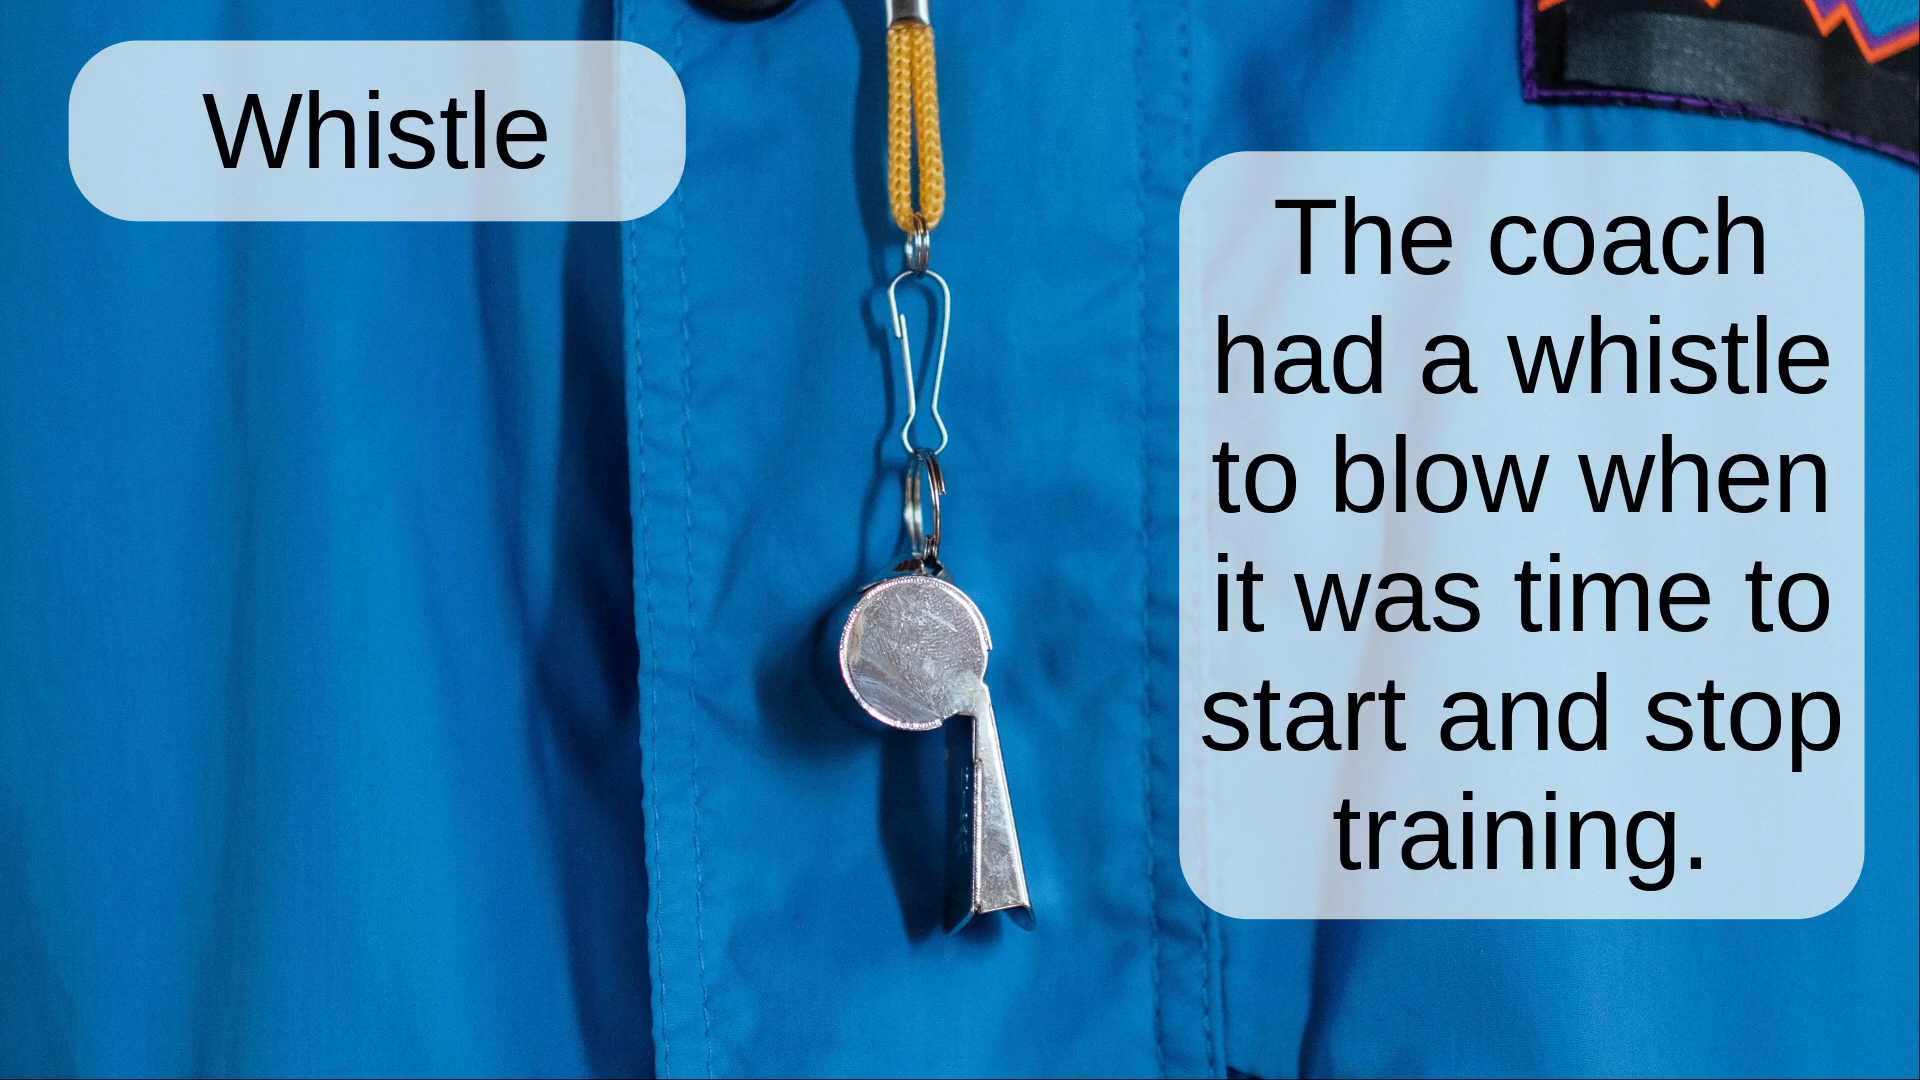 Whistle
The coach
had a whistle
to blow when
it was time to
start and stop
training.